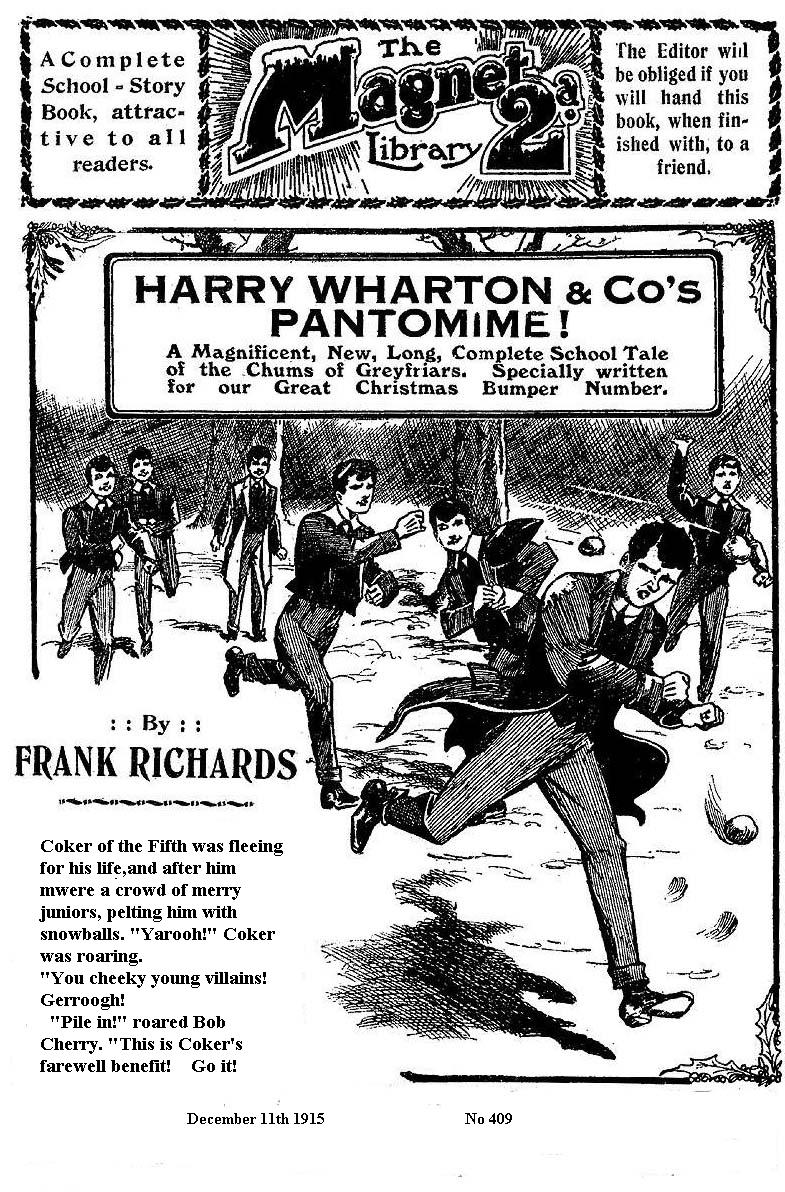 A Complete
School - Story
Book, attrac-
tive to all
readers.
The
Magnet
Library
2d.
The Editor will
be obliged if you
will hand this
book, when fin-
ished with, to a
friend.
HARRY WHARTON & Co's
PANTOMIME!
A Magnificent, New, Long, Complete School Tale
of the Chums of Greyfriars. Specially written
for our Great Christmas Bumper Number.
: : By : :
FRANK RICHARDS
Coker of the Fifth was fleeing
for his life,and after him
mwere a crowd of merry
juniors, pelting him with
snowballs. "Yarooh!" Coker
was roaring.
"You cheeky young villains!
Gerroogh!
"Pile in!" roared Bob
Cherry. "This is Coker's
farewell benefit! Go it!
December 11th 1915 No 409